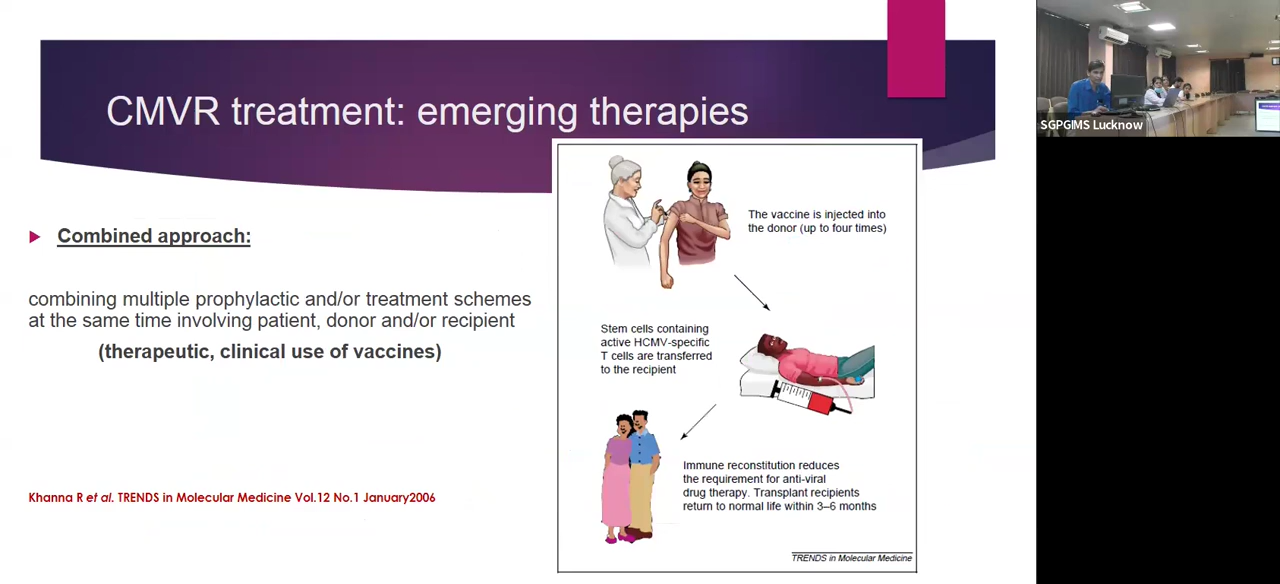 CMVR treatment: emerging therapies
SGPGIMS Lucknow
Combined approach:
combining multiple prophylactic and/or treatment schemes
at the same time involving patient, donor and/or recipient
(therapeutic, clinical use of vaccines)
Khanna R et al. TRENDS in Molecular Medicine Vol.12 No.1 January2006
The vaccine is injected into
the donor (up to four times)
Stem cells containing
active HCMV-specific
T cells are transferred
to the recipient
Immune reconstitution reduces
the requirement for anti-viral
drug therapy. Transplant recipients
return to normal life within 3–6 months
TRENDS in Molecular Medicine